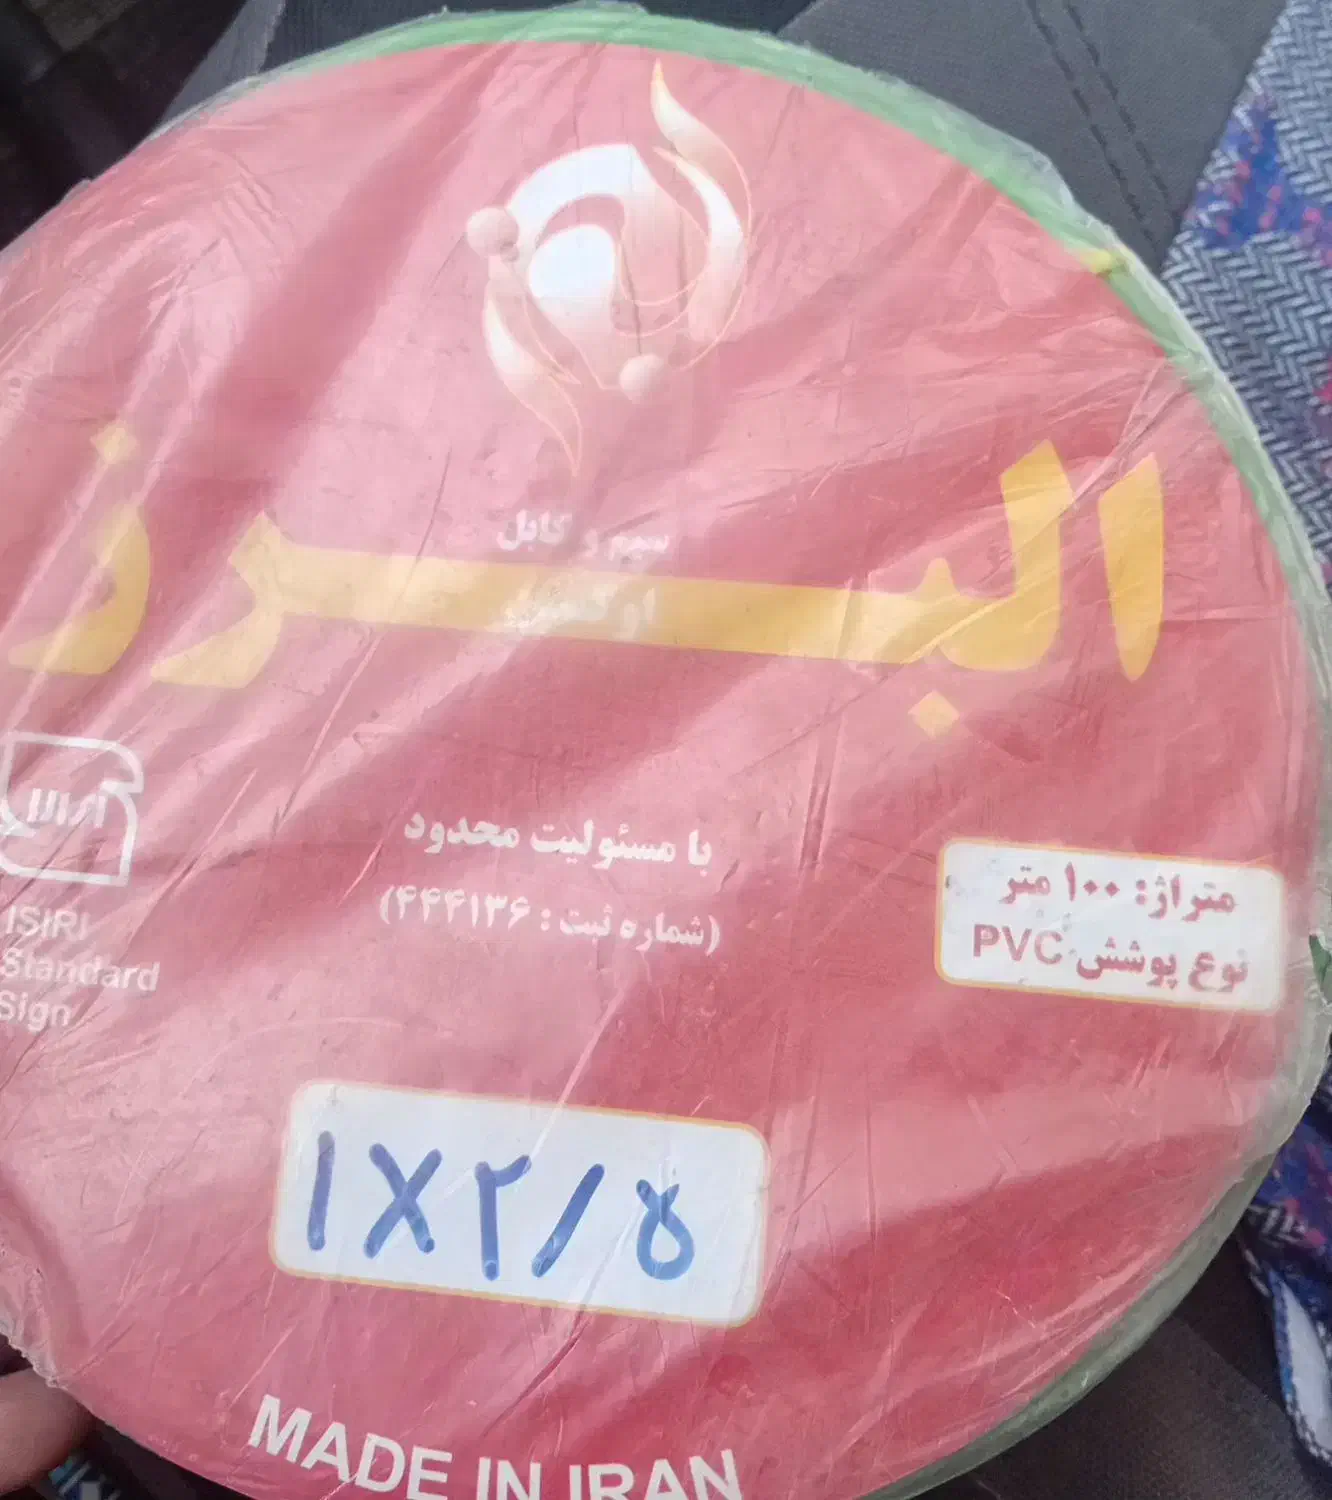 سیم و کابل
البرز
با مسئولیت محدود
(شماره ثبت : ۴۴۴۱۳۶)
متراژ: ۱۰۰ متر
نوع پوشش PVC
ISIRI
Standard
Sign
۱X۲/۵
MADE IN IRAN